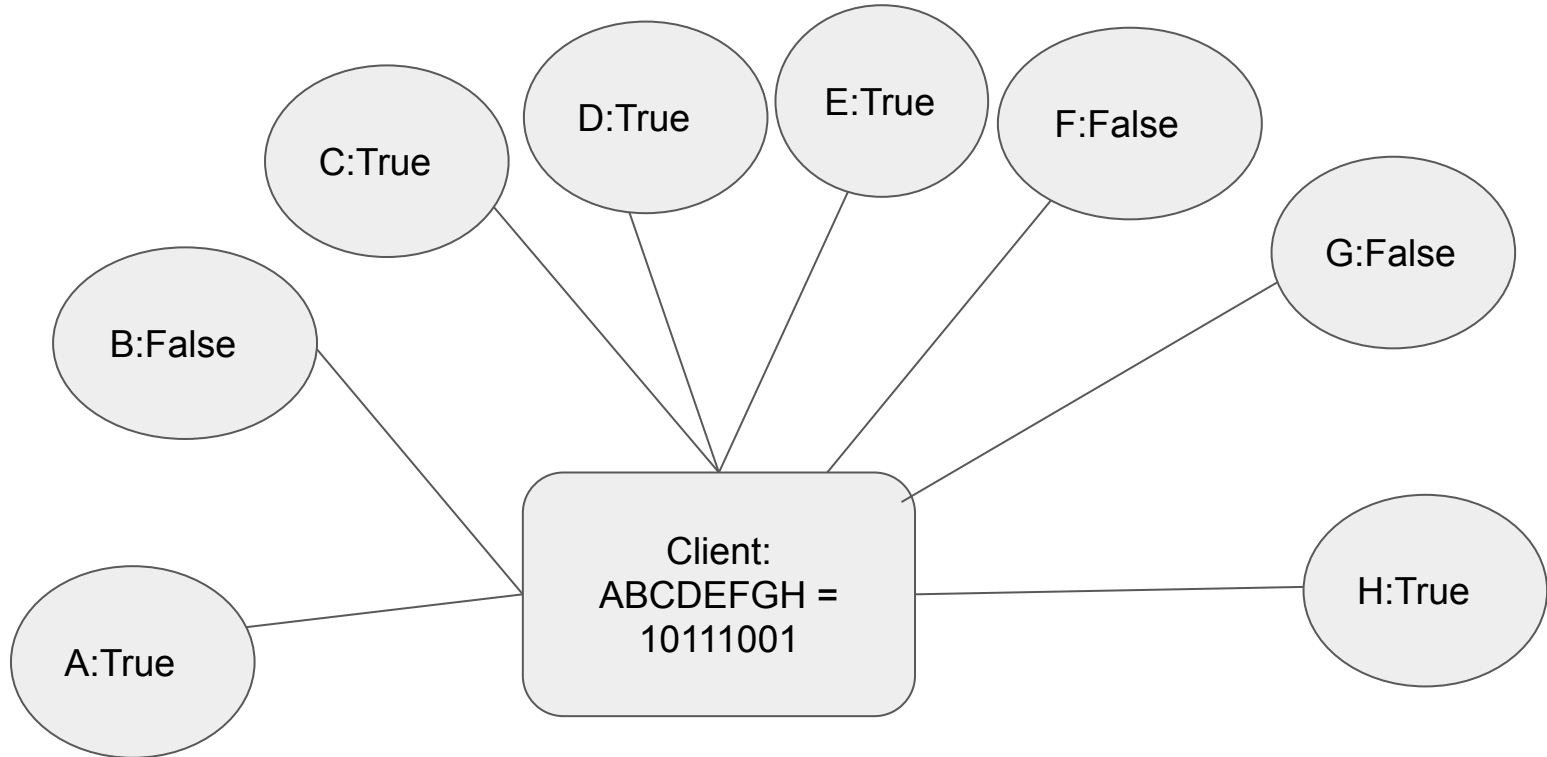 E:True
D:True
F:False
C:True
G:False
B:False
Client:
ABCDEFGH =
10111001
H:True
A:True